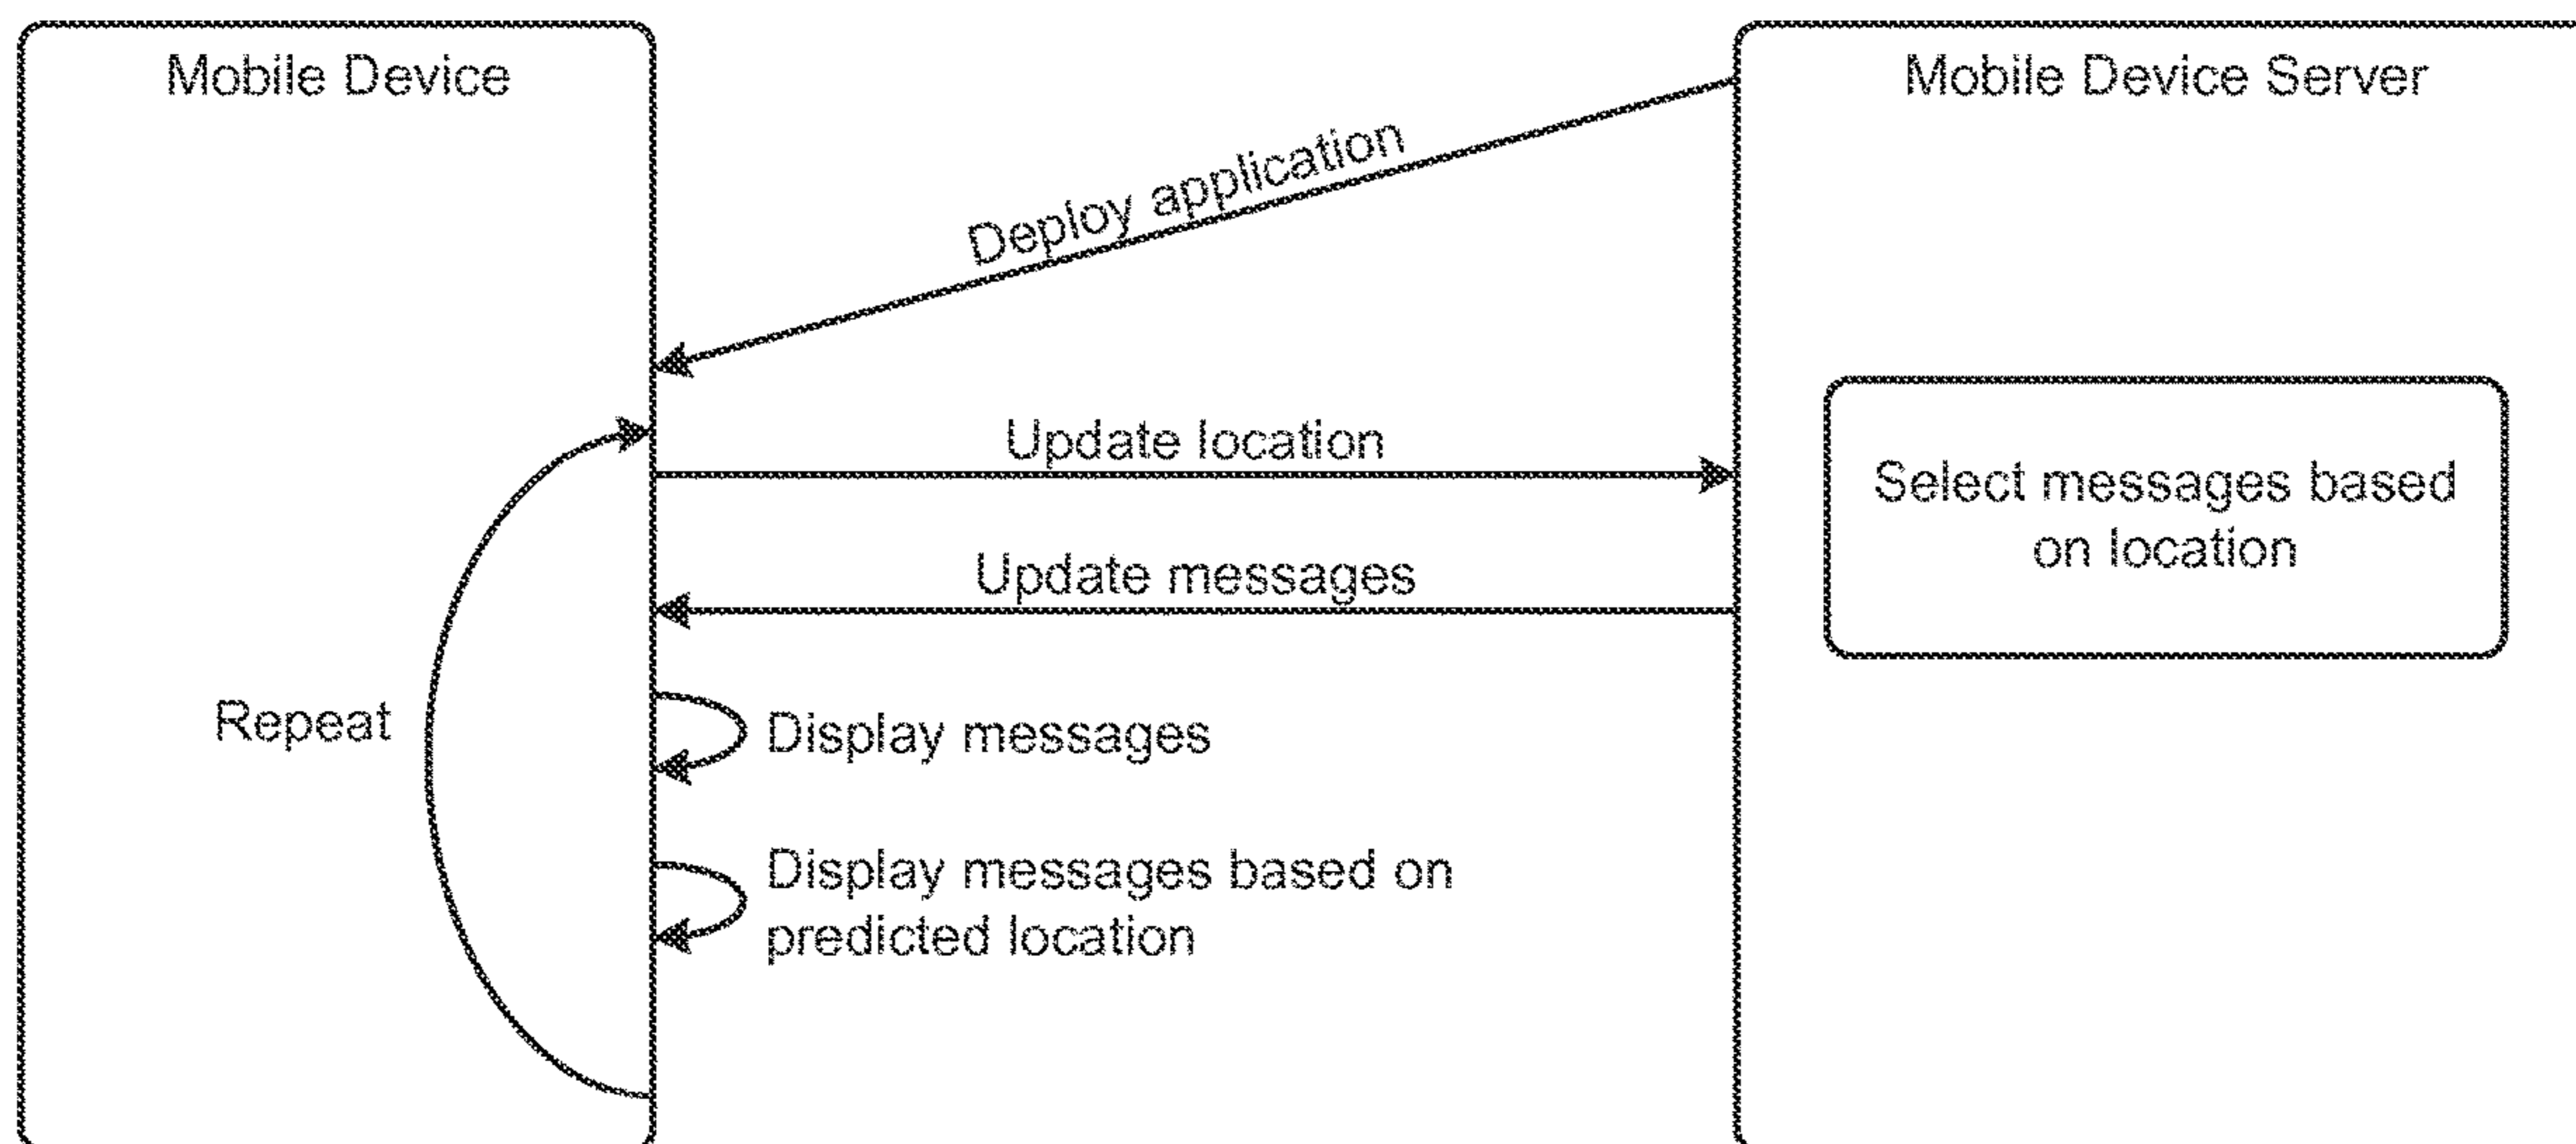 Mobile Device
Mobile Device Server
Deploy application
Update location
Select messages based
on location
Update messages
Repeat
Display messages
Display messages based on
predicted location